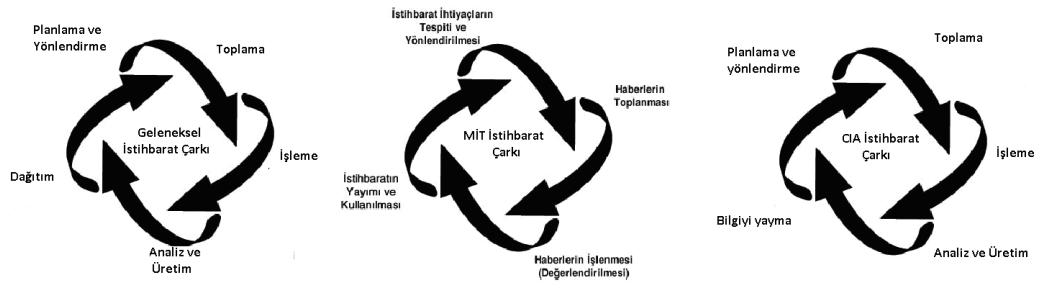 Planlama ve
Yönlendirme
Toplama
İşleme
Analiz ve
Üretim
Dağıtım
Geleneksel
İstihbarat Çarkı
İstihbarat İhtiyaçların
Tespiti ve
Yönlendirilmesi
Haberlerin
Toplanması
Haberlerin İşlenmesi
(Değerlendirilmesi)
İstihbaratın
Yayımı ve
Kullanılması
MİT İstihbarat
Çarkı
Planlama ve
yönlendirme
Toplama
İşleme
Analiz ve Üretim
Bilgiyi yayma
CIA İstihbarat
Çarkı